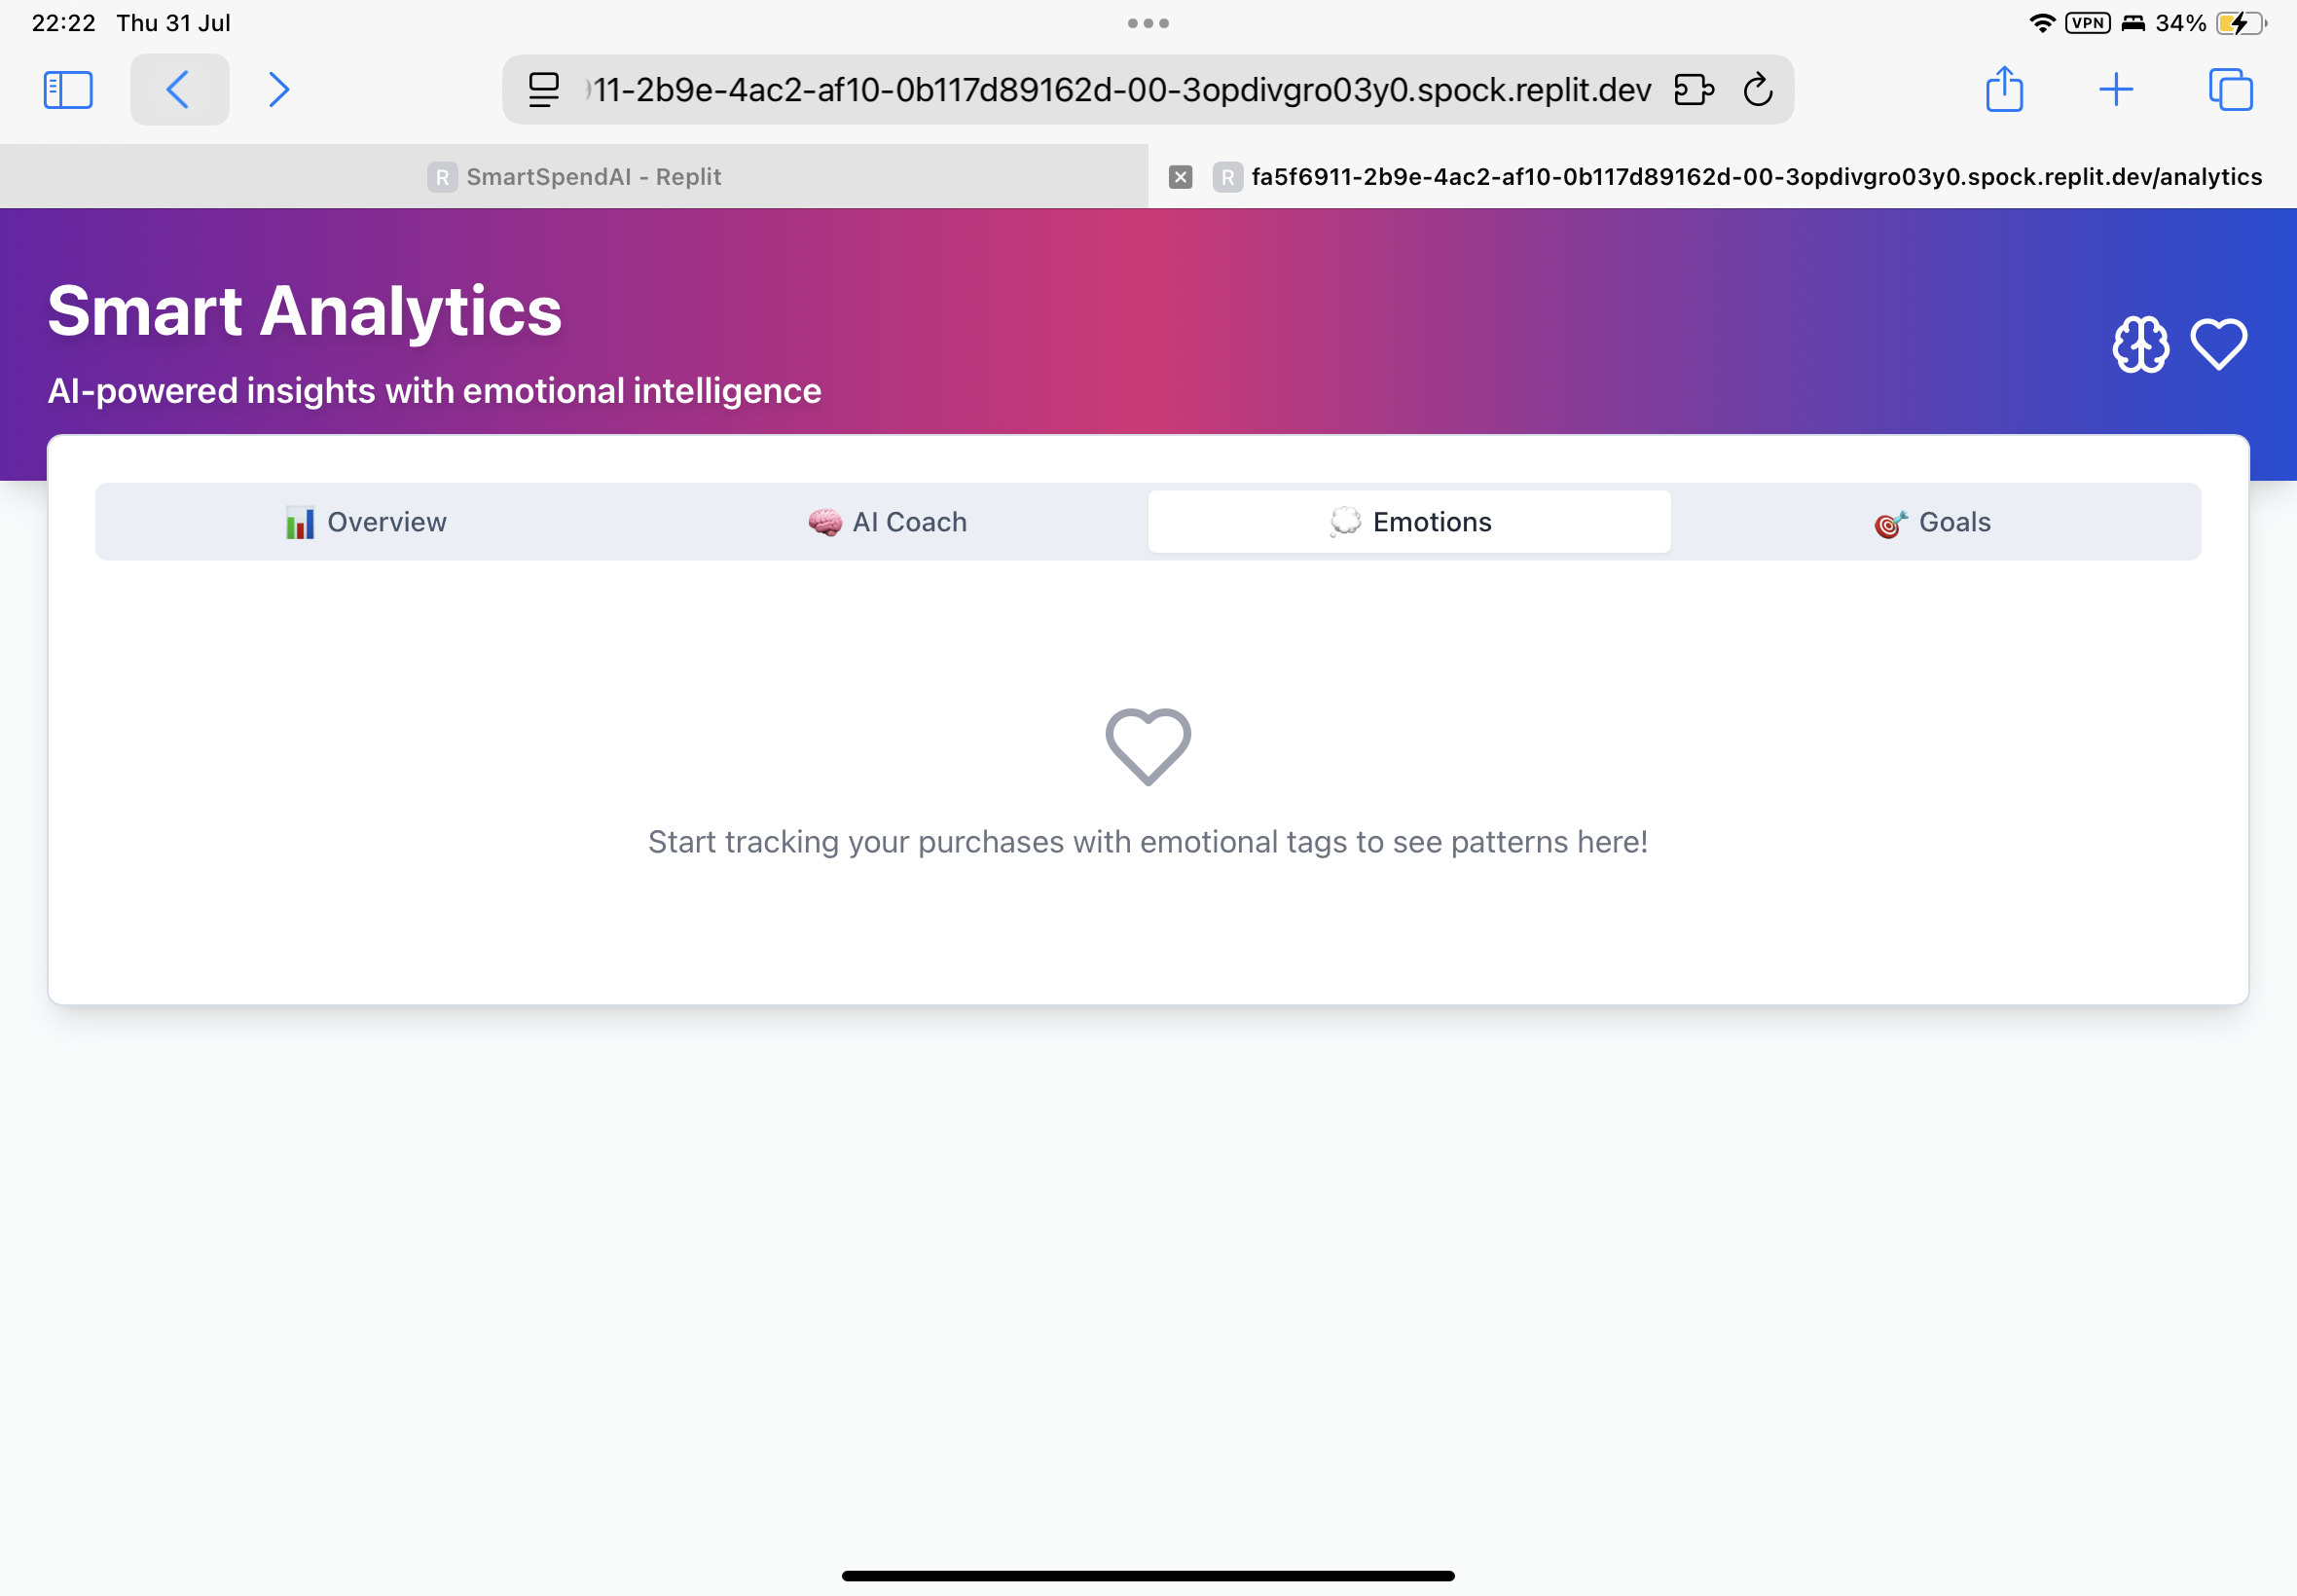 22:22 Thu 31 Jul
VPN 34%
11-2b9e-4ac2-af10-0b117d89162d-00-3opdivgro03y0.spock.replit.dev
R SmartSpendAI - Replit
R fa5f6911-2b9e-4ac2-af10-0b117d89162d-00-3opdivgro03y0.spock.replit.dev/analytics
Smart Analytics
AI-powered insights with emotional intelligence
Overview
AI Coach
Emotions
Goals
Start tracking your purchases with emotional tags to see patterns here!